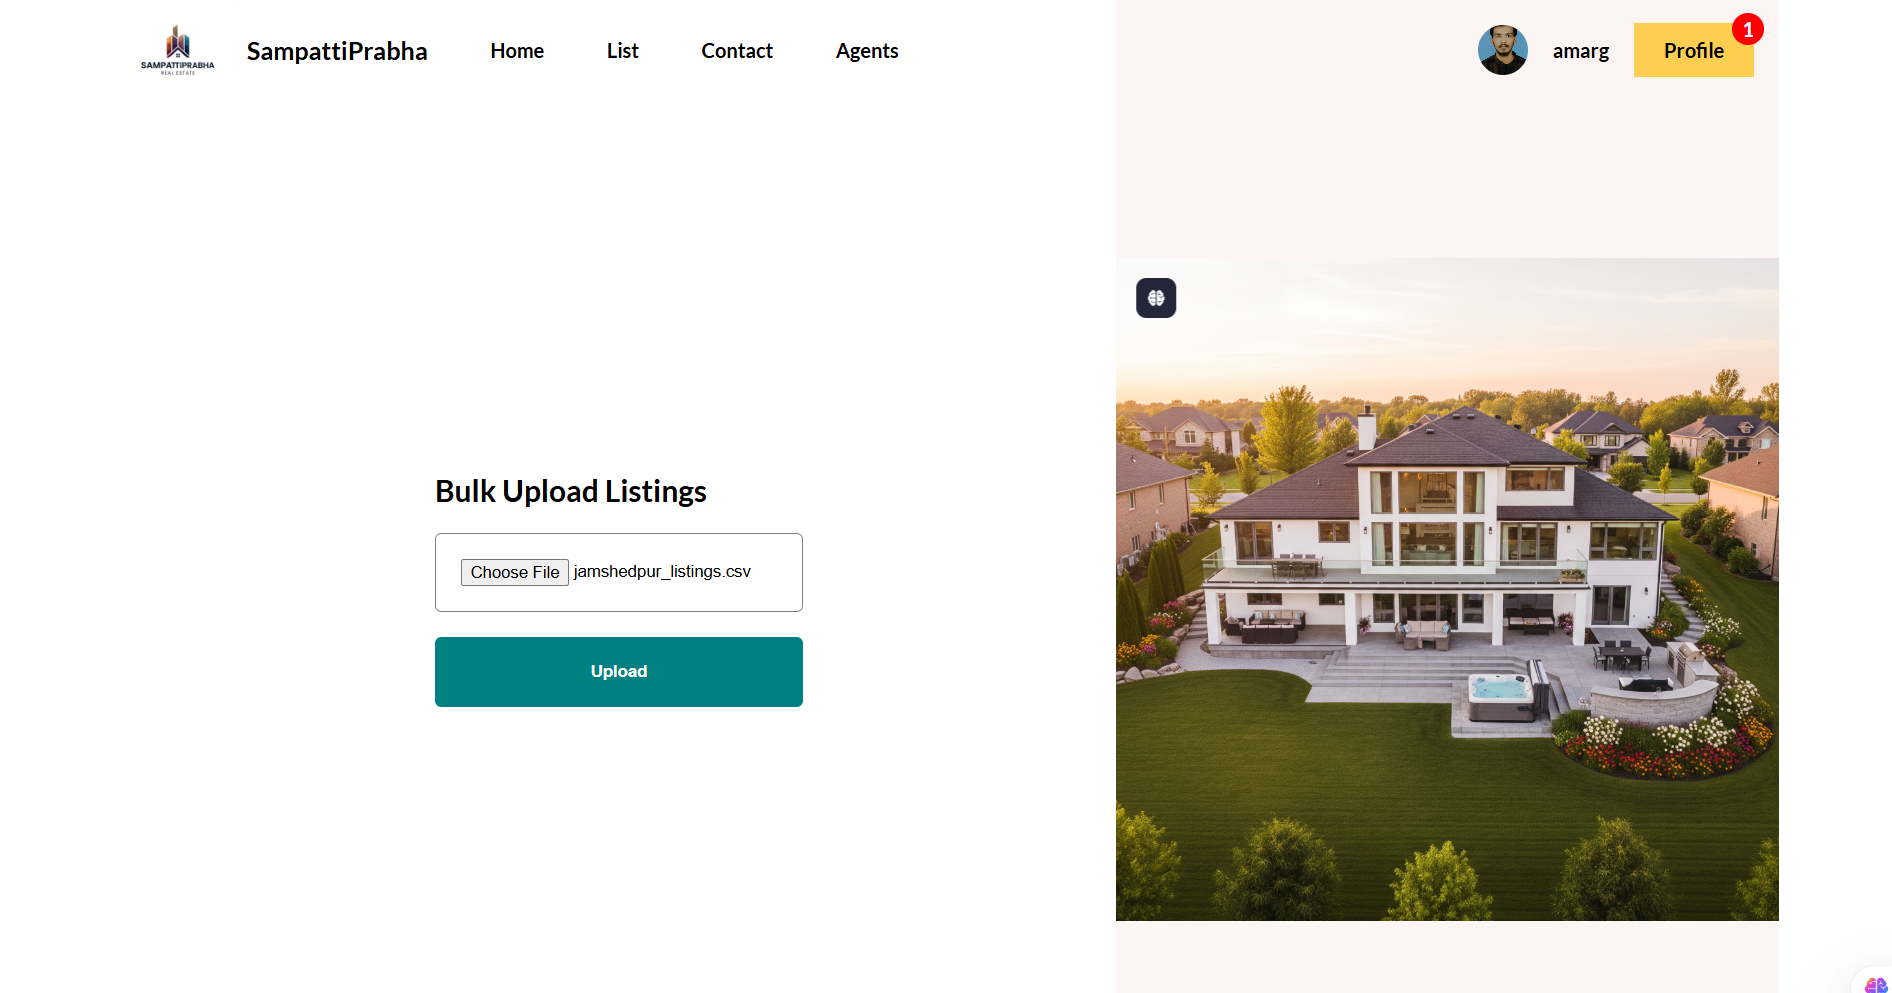 SAMPATTIPRABHA
REAL ESTATE
SampattiPrabha
Home
List
Contact
Agents
amarg
Profile
1
Bulk Upload Listings
Choose File jamshedpur_listings.csv
Upload